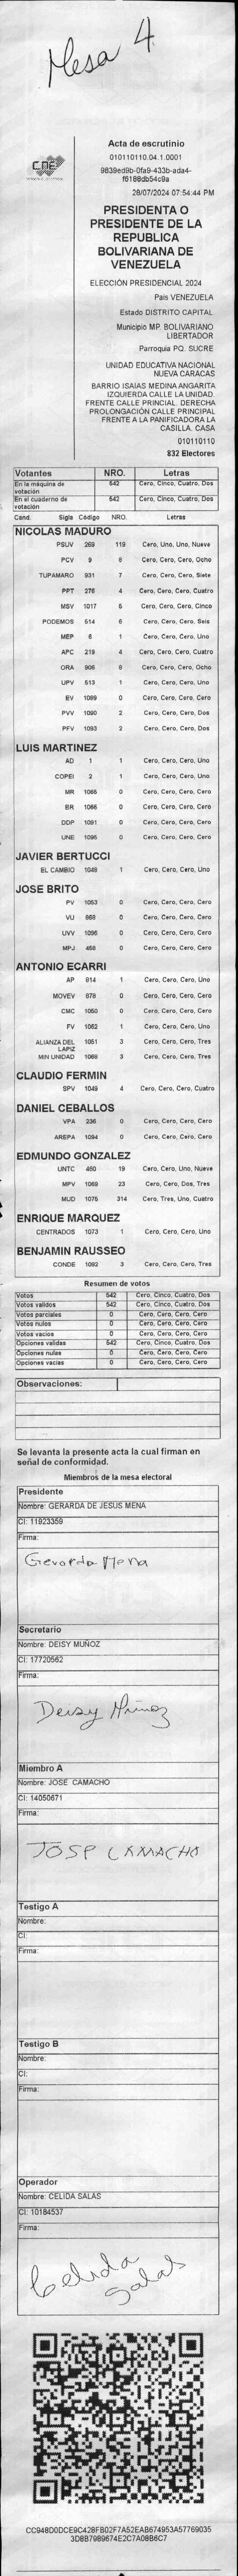 Mesa 4
CNE
Acta de escrutinio
010110110.04.1.0001
9839ed9b-0fa9-433b-ada4-
f6188db54c9a
28/07/2024 07:54:44 PM
PRESIDENTA O
PRESIDENTE DE LA
REPUBLICA
BOLIVARIANA DE
VENEZUELA
ELECCIÓN PRESIDENCIAL 2024
País VENEZUELA
Estado DISTRITO CAPITAL
Municipio MP. BOLIVARIANO
LIBERTADOR
Parroquia PQ. SUCRE
UNIDAD EDUCATIVA NACIONAL
NUEVA CARACAS
BARRIO ISAIAS MEDINA ANGARITA
IZQUIERDA CALLE LA UNIDAD.
FRENTE CALLE PRINCIAL. DERECHA
PROLONGACIÓN CALLE PRINCIPAL
FRENTE A LA PANIFICADORA LA
CASILLA. CASA
010110110
832 Electores
Votantes NRO. Letras
En la máquina de votación 542 Cero, Cinco, Cuatro, Dos
En el cuaderno de votación 542 Cero, Cinco, Cuatro, Dos
Cand. Sigla Código NRO. Letras
NICOLAS MADURO
PSUV 269 119 Cero, Uno, Uno, Nueve
PCV 9 8 Cero, Cero, Cero, Ocho
TUPAMARO 931 7 Cero, Cero, Cero, Siete
PPT 276 4 Cero, Cero, Cero, Cuatro
MSV 1017 5 Cero, Cero, Cero, Cinco
PODEMOS 514 6 Cero, Cero, Cero, Seis
MEP 6 1 Cero, Cero, Cero, Uno
APC 219 4 Cero, Cero, Cero, Cuatro
ORA 906 8 Cero, Cero, Cero, Ocho
UPV 513 1 Cero, Cero, Cero, Uno
EV 1089 0 Cero, Cero, Cero, Cero
PVV 1090 2 Cero, Cero, Cero, Dos
PFV 1093 2 Cero, Cero, Cero, Dos
LUIS MARTINEZ
AD 1 1 Cero, Cero, Cero, Uno
COPEI 2 1 Cero, Cero, Cero, Uno
MR 1065 0 Cero, Cero, Cero, Cero
BR 1066 0 Cero, Cero, Cero, Cero
DDP 1091 0 Cero, Cero, Cero, Cero
UNE 1095 0 Cero, Cero, Cero, Cero
JAVIER BERTUCCI
EL CAMBIO 1048 1 Cero, Cero, Cero, Uno
JOSE BRITO
PV 1053 0 Cero, Cero, Cero, Cero
VU 868 0 Cero, Cero, Cero, Cero
UVV 1096 0 Cero, Cero, Cero, Cero
MPJ 456 0 Cero, Cero, Cero, Cero
ANTONIO ECARRI
AP 814 1 Cero, Cero, Cero, Uno
MOVEV 678 0 Cero, Cero, Cero, Cero
CMC 1050 0 Cero, Cero, Cero, Cero
FV 1052 1 Cero, Cero, Cero, Uno
ALIANZA DEL LAPIZ 1051 3 Cero, Cero, Cero, Tres
MIN UNIDAD 1068 3 Cero, Cero, Cero, Tres
CLAUDIO FERMIN
SPV 1049 4 Cero, Cero, Cero, Cuatro
DANIEL CEBALLOS
VPA 236 0 Cero, Cero, Cero, Cero
AREPA 1094 0 Cero, Cero, Cero, Cero
EDMUNDO GONZALEZ
UNTC 460 19 Cero, Cero, Uno, Nueve
MPV 1069 23 Cero, Cero, Dos, Tres
MUD 1075 314 Cero, Tres, Uno, Cuatro
ENRIQUE MARQUEZ
CENTRADOS 1073 1 Cero, Cero, Cero, Uno
BENJAMIN RAUSSEO
CONDE 1092 3 Cero, Cero, Cero, Tres
Resumen de votos
Votos 542 Cero, Cinco, Cuatro, Dos
Votos validos 542 Cero, Cinco, Cuatro, Dos
Votos parciales 0 Cero, Cero, Cero, Cero
Votos nulos 0 Cero, Cero, Cero, Cero
Votos vacios 0 Cero, Cero, Cero, Cero
Opciones validas 542 Cero, Cinco, Cuatro, Dos
Opciones nulas 0 Cero, Cero, Cero, Cero
Opciones vacias 0 Cero, Cero, Cero, Cero
Observaciones:
Se levanta la presente acta la cual firman en
señal de conformidad.
Miembros de la mesa electoral
Presidente
Nombre: GERARDA DE JESUS MENA
CI: 11923359
Firma:
Gerarda Mena
Secretario
Nombre: DEISY MUÑOZ
CI: 17720562
Firma:
Deisy Muñoz
Miembro A
Nombre: JOSE CAMACHO
CI: 14050671
Firma:
JOSE CAMACHO
Testigo A
Nombre:
CI:
Firma:
Testigo B
Nombre:
CI:
Firma:
Operador
Nombre: CELIDA SALAS
CI: 10184537
Firma:
Celida
Salas
CC948D0DCE9C428FB02F7A52EAB674953A57769035
3D8B7989674E2C7A08B6C7